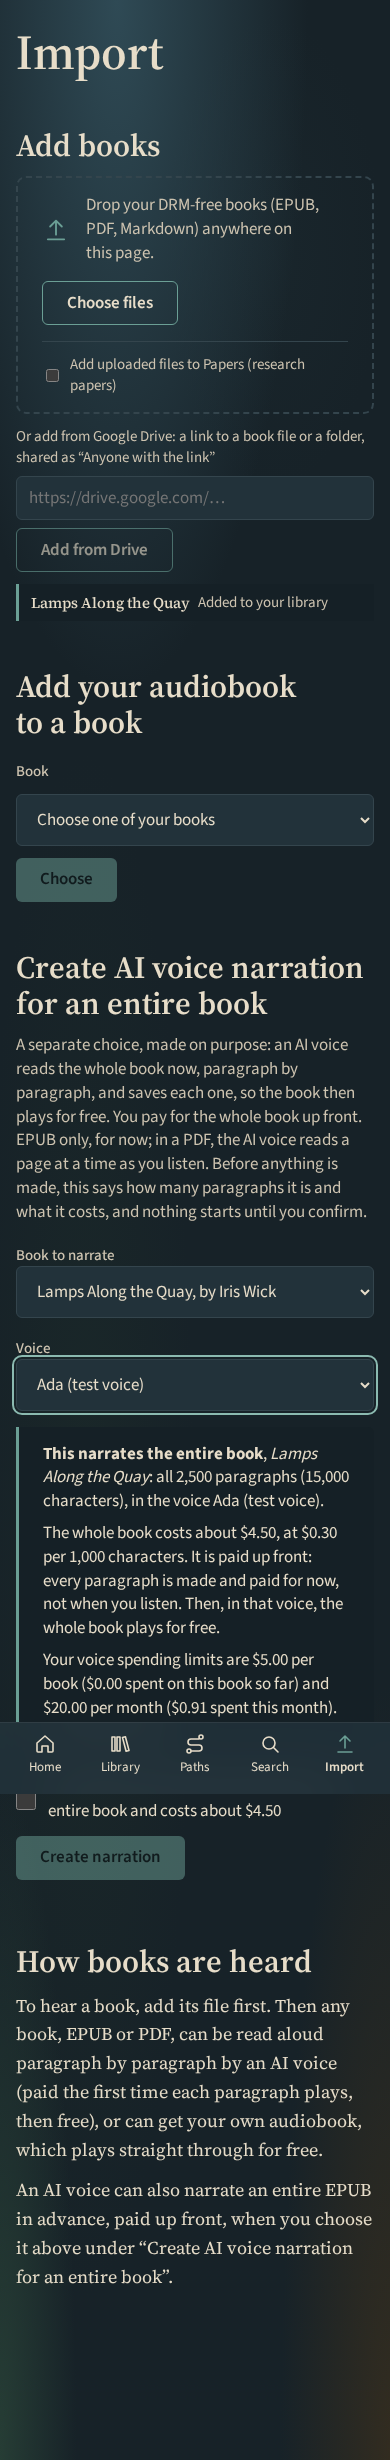 Import
Add books
Drop your DRM-free books (EPUB,
PDF, Markdown) anywhere on
this page.
Choose files
Add uploaded files to Papers (research
papers)
Or add from Google Drive: a link to a book file or a folder,
shared as “Anyone with the link”
https://drive.google.com/…
Add from Drive
Lamps Along the Quay Added to your library
Add your audiobook
to a book
Book
Choose one of your books
Choose
Create AI voice narration
for an entire book
A separate choice, made on purpose: an AI voice
reads the whole book now, paragraph by
paragraph, and saves each one, so the book then
plays for free. You pay for the whole book up front.
EPUB only, for now; in a PDF, the AI voice reads a
page at a time as you listen. Before anything is
made, this says how many paragraphs it is and
what it costs, and nothing starts until you confirm.
Book to narrate
Lamps Along the Quay, by Iris Wick
Voice
Ada (test voice)
This narrates the entire book, Lamps
Along the Quay: all 2,500 paragraphs (15,000
characters), in the voice Ada (test voice).
The whole book costs about $4.50, at $0.30
per 1,000 characters. It is paid up front:
every paragraph is made and paid for now,
not when you listen. Then, in that voice, the
whole book plays for free.
Your voice spending limits are $5.00 per
book ($0.00 spent on this book so far) and
$20.00 per month ($0.91 spent this month).
Home Library Paths Search Import
entire book and costs about $4.50
Create narration
How books are heard
To hear a book, add its file first. Then any
book, EPUB or PDF, can be read aloud
paragraph by paragraph by an AI voice
(paid the first time each paragraph plays,
then free), or can get your own audiobook,
which plays straight through for free.
An AI voice can also narrate an entire EPUB
in advance, paid up front, when you choose
it above under “Create AI voice narration
for an entire book”.